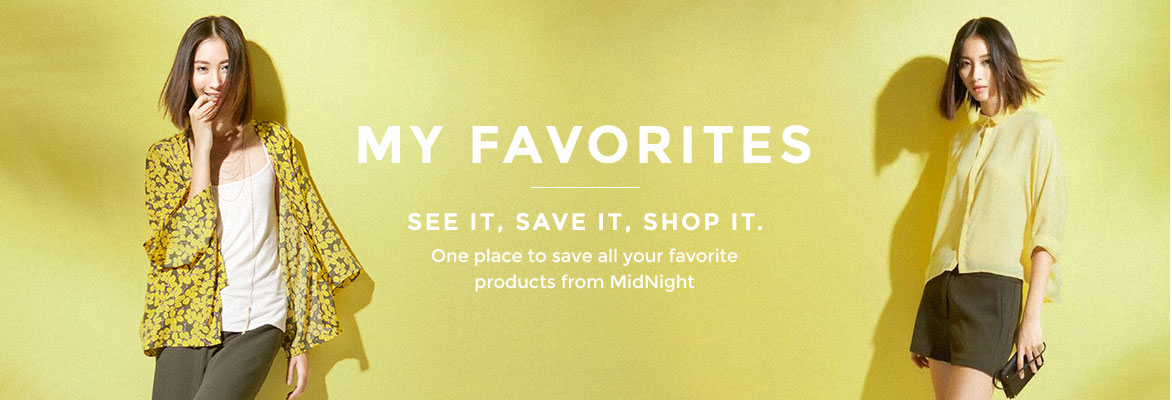 MY FAVORITES
SEE IT, SAVE IT, SHOP IT.
One place to save all your favorite
products from MidNight